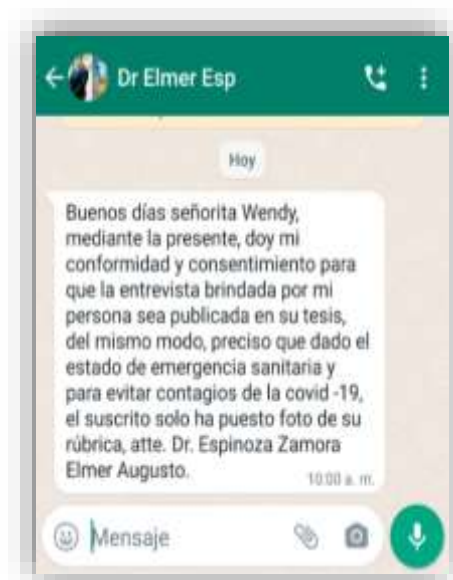 Dr Elmer Esp
Hoy
Buenos días señorita Wendy,
mediante la presente, doy mi
conformidad y consentimiento para
que la entrevista brindada por mi
persona sea publicada en su tesis,
del mismo modo, preciso que dado el
estado de emergencia sanitaria y
para evitar contagios de la covid -19,
el suscrito solo ha puesto foto de su
rúbrica, atte. Dr. Espinoza Zamora
Elmer Augusto.
10:00 a. m.
Mensaje